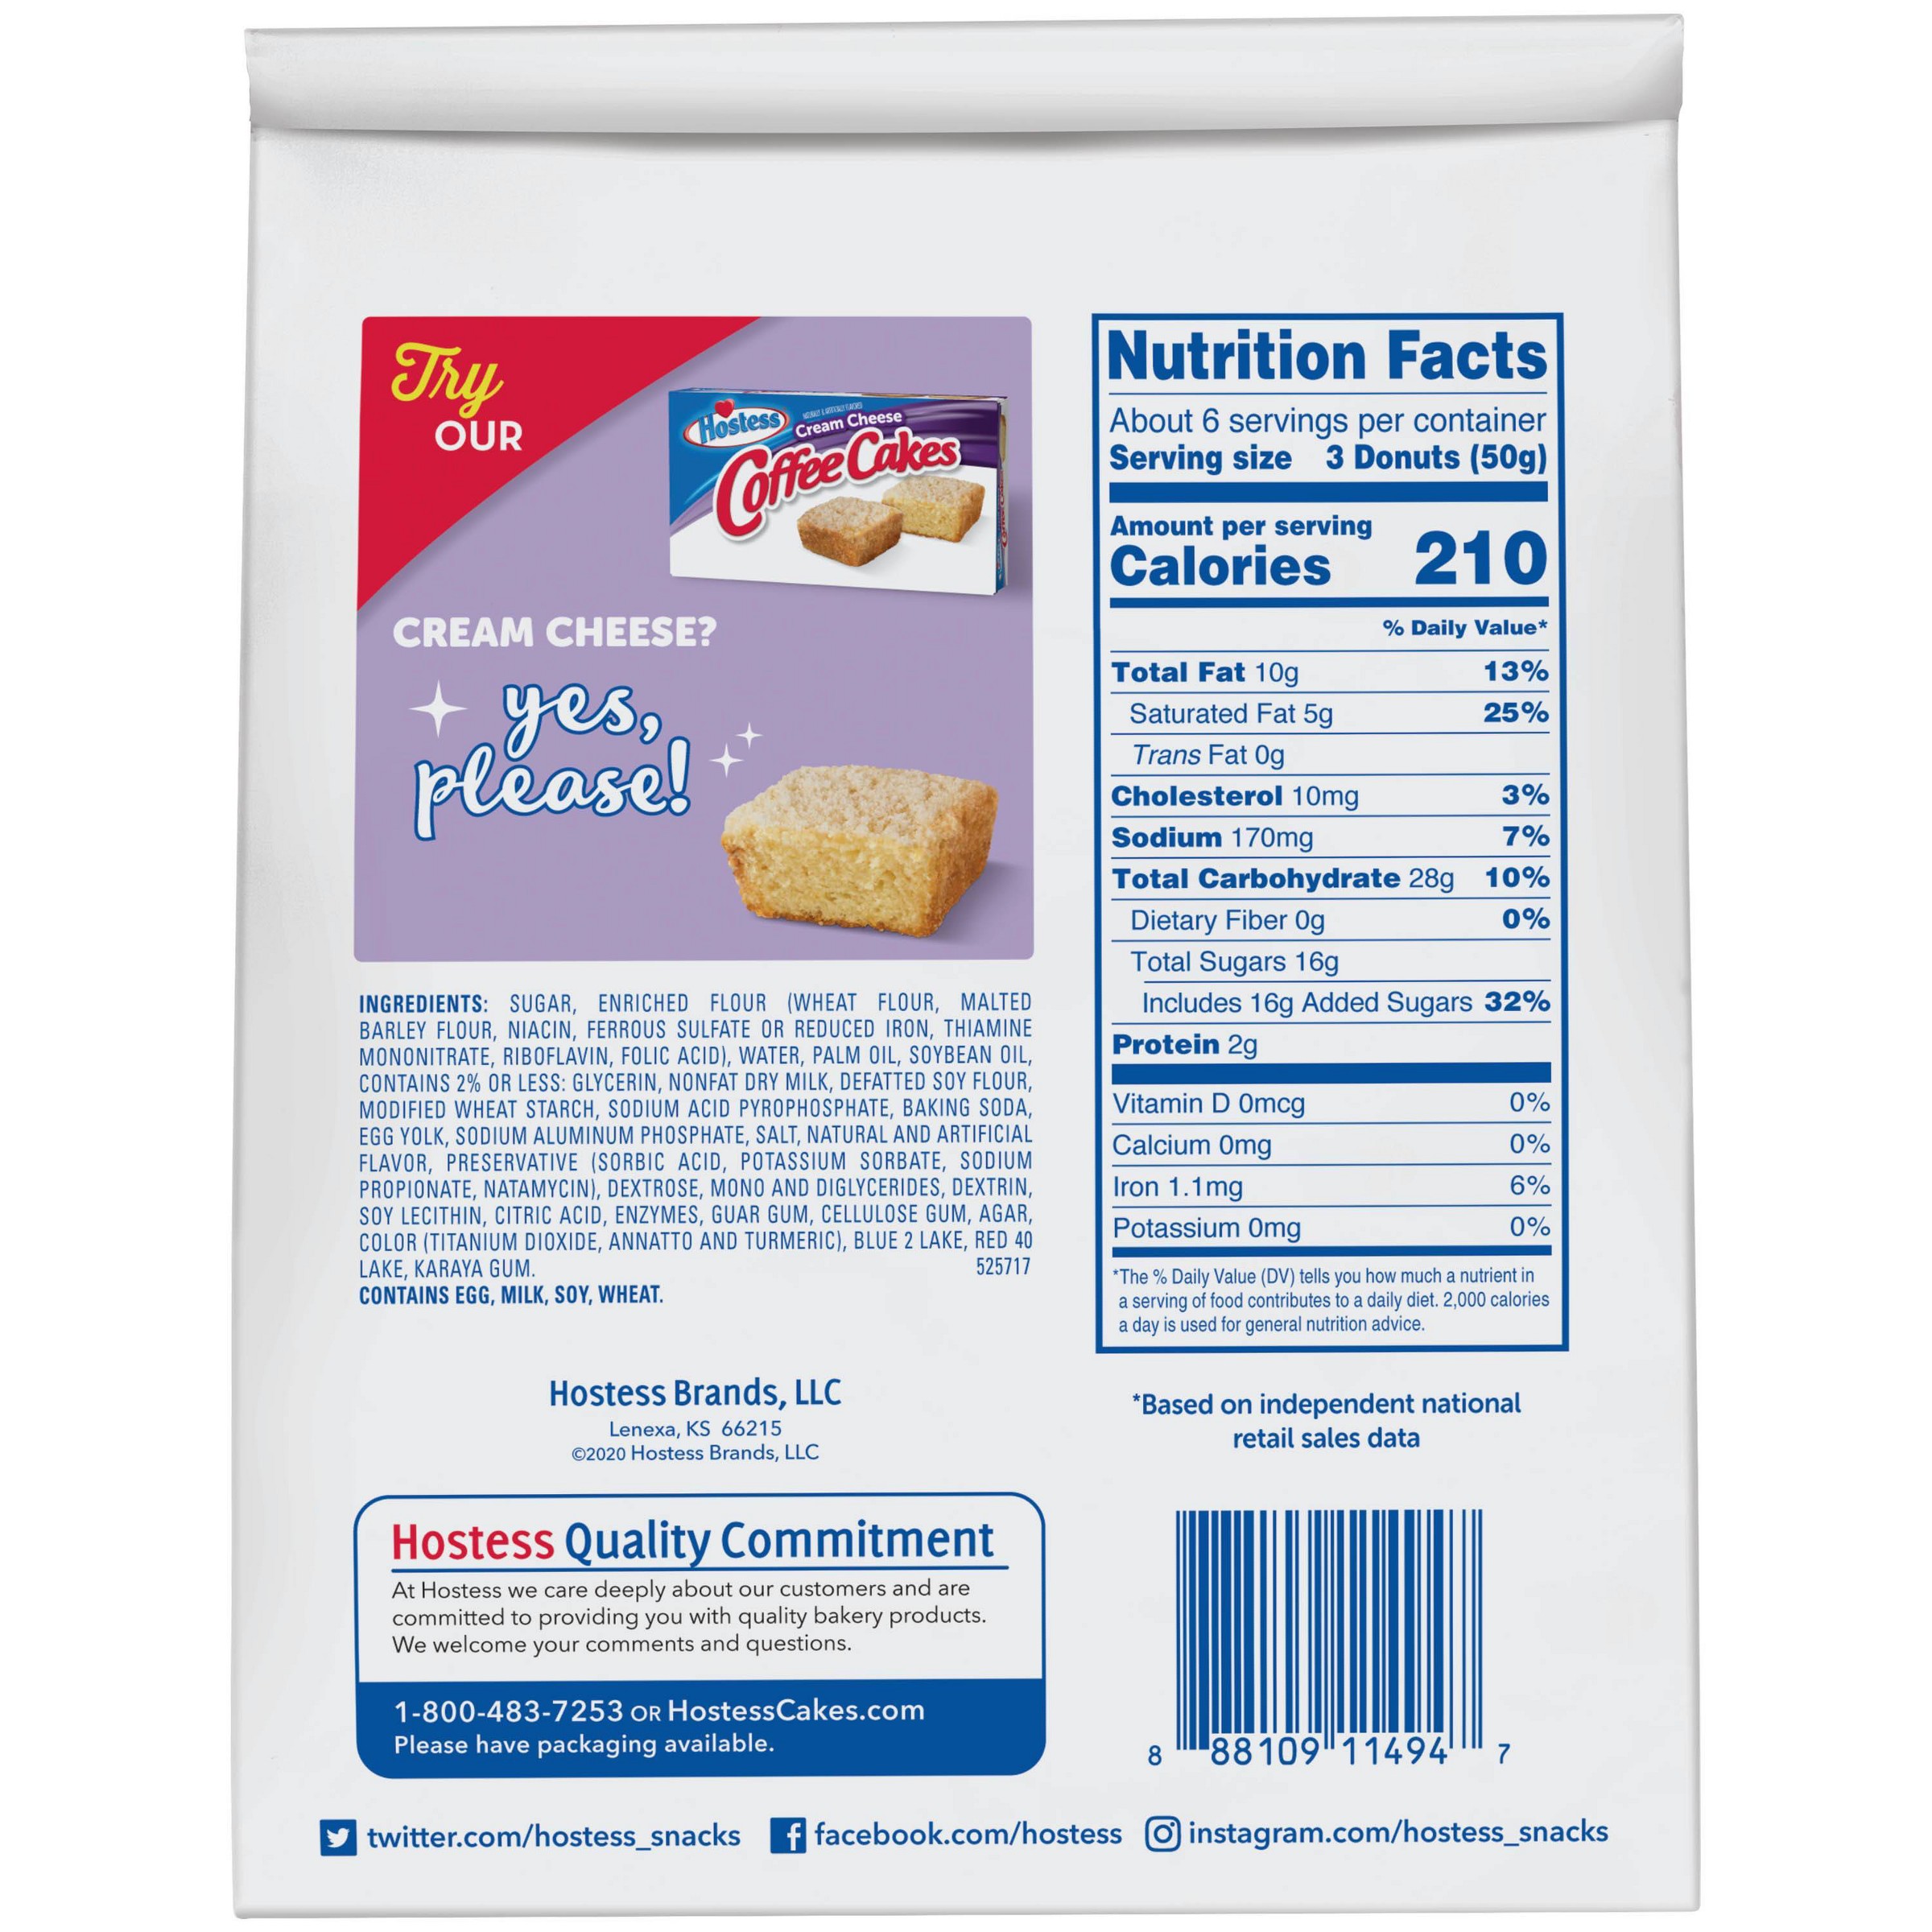 Try
OUR
Hostess
NATURALLY & ARTIFICIALLY FLAVORED
Cream Cheese
Coffee Cakes
CREAM CHEESE?
yes,
please!
INGREDIENTS: SUGAR, ENRICHED FLOUR (WHEAT FLOUR, MALTED
BARLEY FLOUR, NIACIN, FERROUS SULFATE OR REDUCED IRON, THIAMINE
MONONITRATE, RIBOFLAVIN, FOLIC ACID), WATER, PALM OIL, SOYBEAN OIL,
CONTAINS 2% OR LESS: GLYCERIN, NONFAT DRY MILK, DEFATTED SOY FLOUR,
MODIFIED WHEAT STARCH, SODIUM ACID PYROPHOSPHATE, BAKING SODA,
EGG YOLK, SODIUM ALUMINUM PHOSPHATE, SALT, NATURAL AND ARTIFICIAL
FLAVOR, PRESERVATIVE (SORBIC ACID, POTASSIUM SORBATE, SODIUM
PROPIONATE, NATAMYCIN), DEXTROSE, MONO AND DIGLYCERIDES, DEXTRIN,
SOY LECITHIN, CITRIC ACID, ENZYMES, GUAR GUM, CELLULOSE GUM, AGAR,
COLOR (TITANIUM DIOXIDE, ANNATTO AND TURMERIC), BLUE 2 LAKE, RED 40
LAKE, KARAYA GUM. 525717
CONTAINS EGG, MILK, SOY, WHEAT.
Hostess Brands, LLC
Lenexa, KS 66215
©2020 Hostess Brands, LLC
Hostess Quality Commitment
At Hostess we care deeply about our customers and are
committed to providing you with quality bakery products.
We welcome your comments and questions.
1-800-483-7253 OR HostessCakes.com
Please have packaging available.
Nutrition Facts
About 6 servings per container
Serving size 3 Donuts (50g)
Amount per serving
Calories 210
% Daily Value*
Total Fat 10g 13%
Saturated Fat 5g 25%
Trans Fat 0g
Cholesterol 10mg 3%
Sodium 170mg 7%
Total Carbohydrate 28g 10%
Dietary Fiber 0g 0%
Total Sugars 16g
Includes 16g Added Sugars 32%
Protein 2g
Vitamin D 0mcg 0%
Calcium 0mg 0%
Iron 1.1mg 6%
Potassium 0mg 0%
*The % Daily Value (DV) tells you how much a nutrient in
a serving of food contributes to a daily diet. 2,000 calories
a day is used for general nutrition advice.
*Based on independent national
retail sales data
8 88109 11494 7
twitter.com/hostess_snacks facebook.com/hostess instagram.com/hostess_snacks